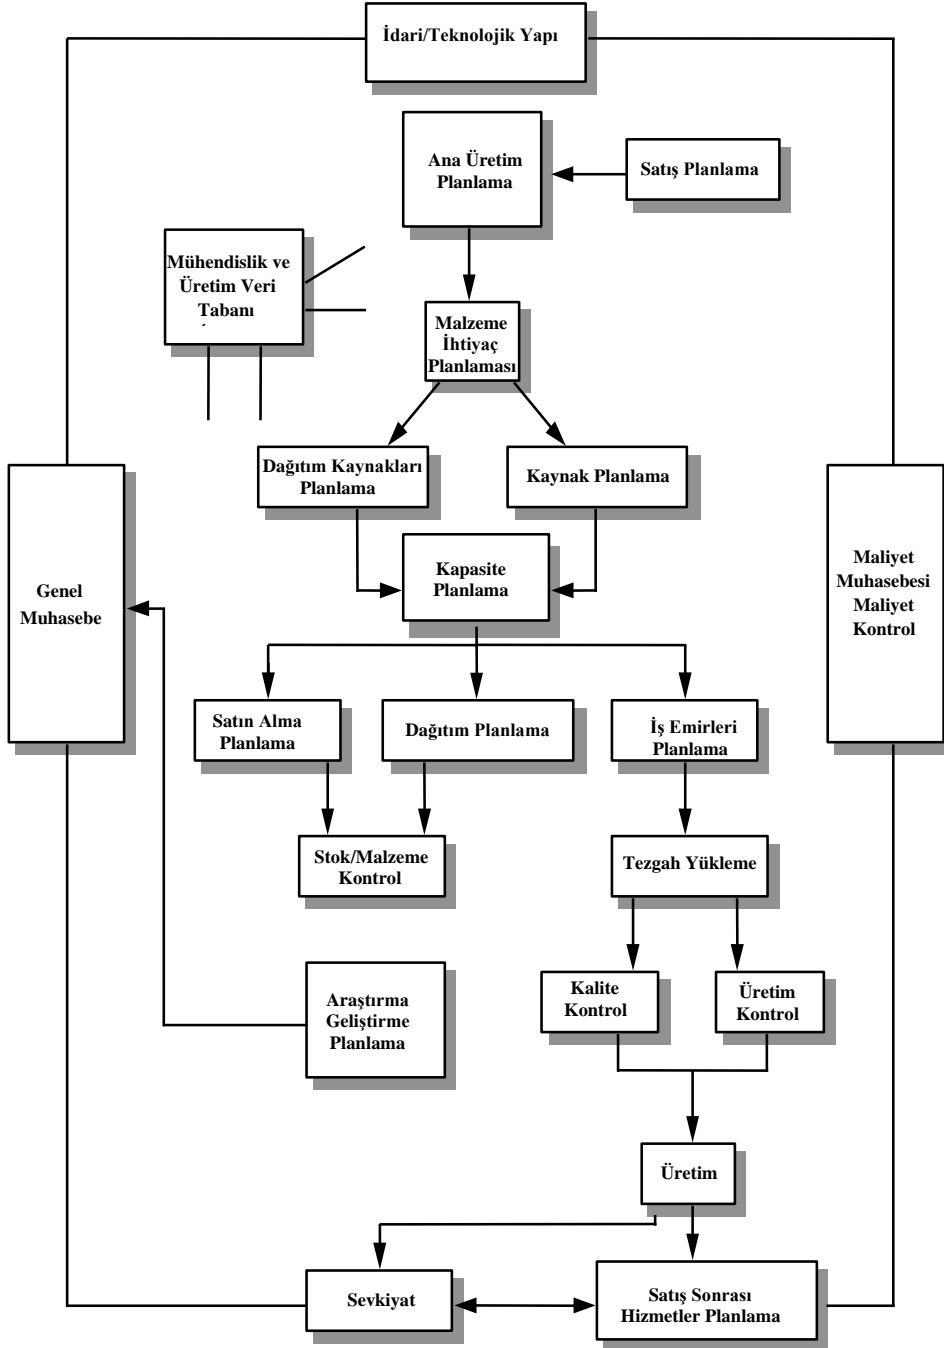 İdari/Teknolojik Yapı
Ana Üretim
Planlama
Satış Planlama
Mühendislik ve
Üretim Veri
Tabanı
Malzeme
İhtiyaç
Planlaması
Dağıtım Kaynakları
Planlama
Kaynak Planlama
Kapasite
Planlama
Genel
Muhasebe
Maliyet
Muhasebesi
Maliyet
Kontrol
Satın Alma
Planlama
Dağıtım Planlama
İş Emirleri
Planlama
Stok/Malzeme
Kontrol
Tezgah Yükleme
Araştırma
Geliştirme
Planlama
Kalite
Kontrol
Üretim
Kontrol
Üretim
Sevkiyat
Satış Sonrası
Hizmetler Planlama